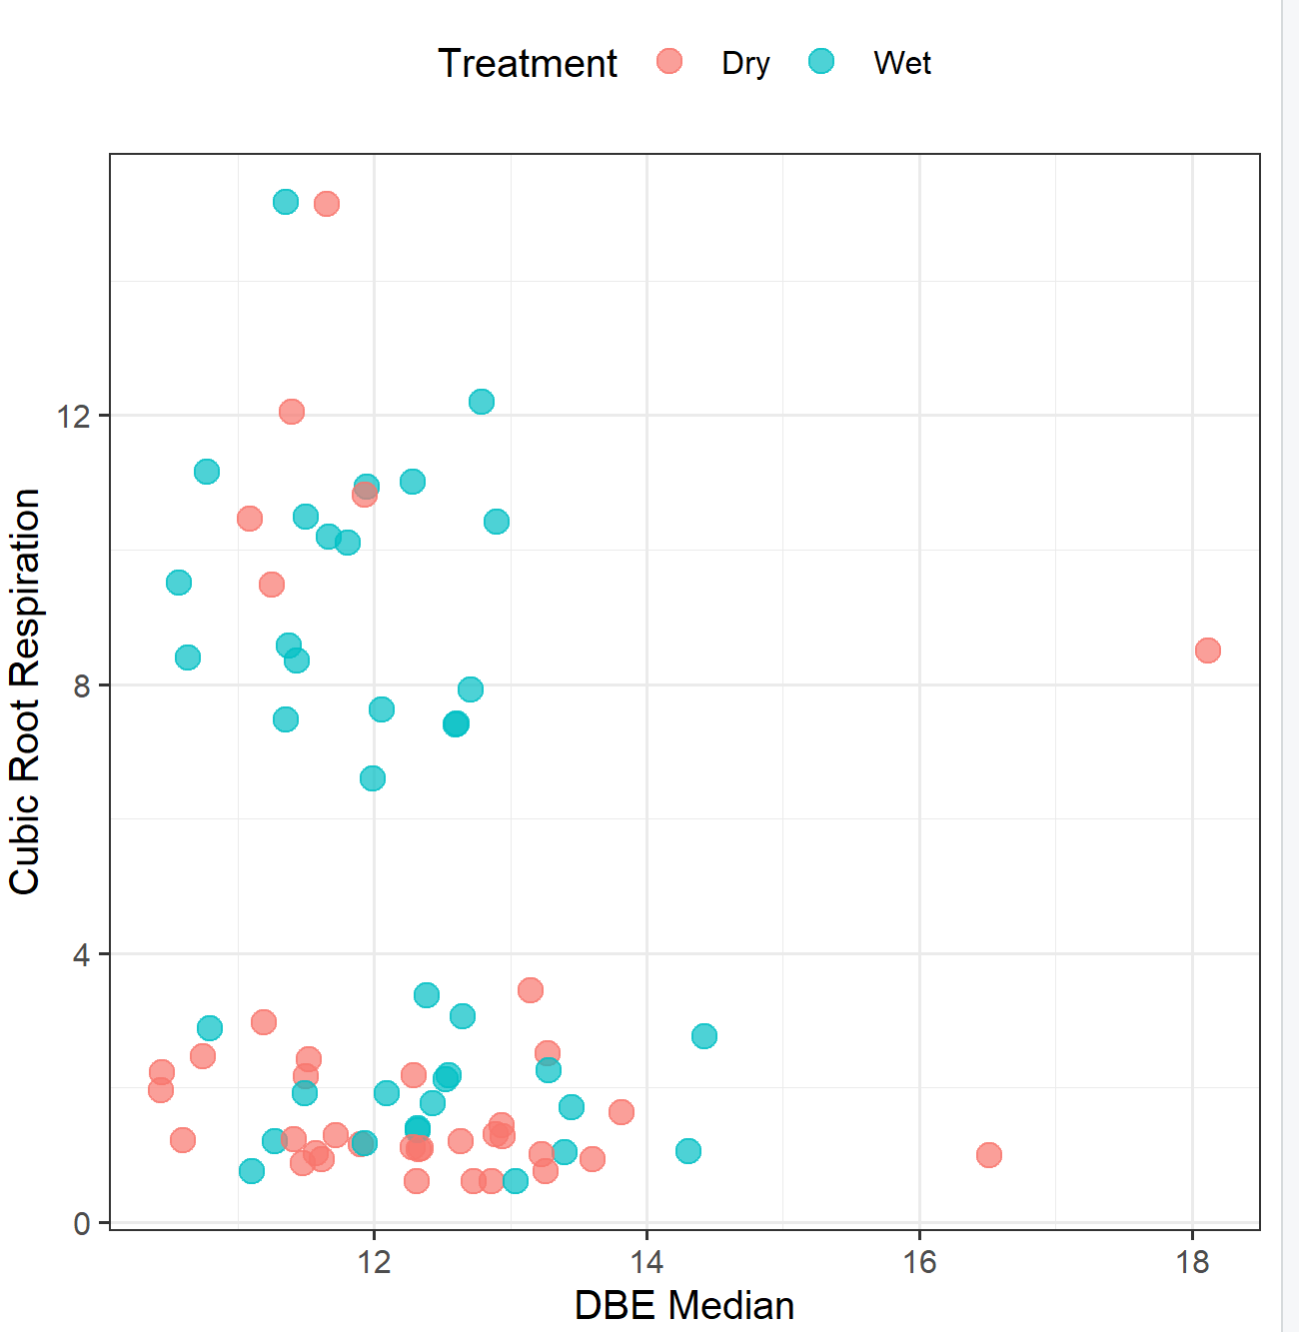 Treatment Dry Wet
12
8
4
0
Cubic Root Respiration
12 14 16 18
DBE Median